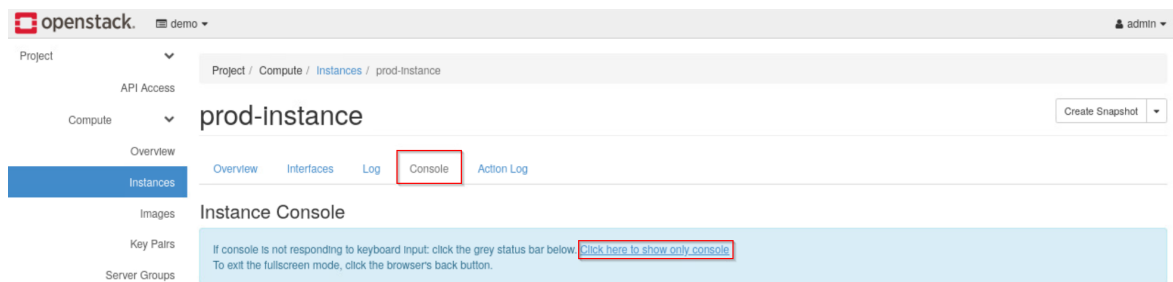 openstack. demo admin
Project
API Access
Compute
Overview
Instances
Images
Key Pairs
Server Groups
Project / Compute / Instances / prod-instance
prod-instance
Create Snapshot
Overview Interfaces Log Console Action Log
Instance Console
If console is not responding to keyboard input: click the grey status bar below. Click here to show only console
To exit the fullscreen mode, click the browser's back button.